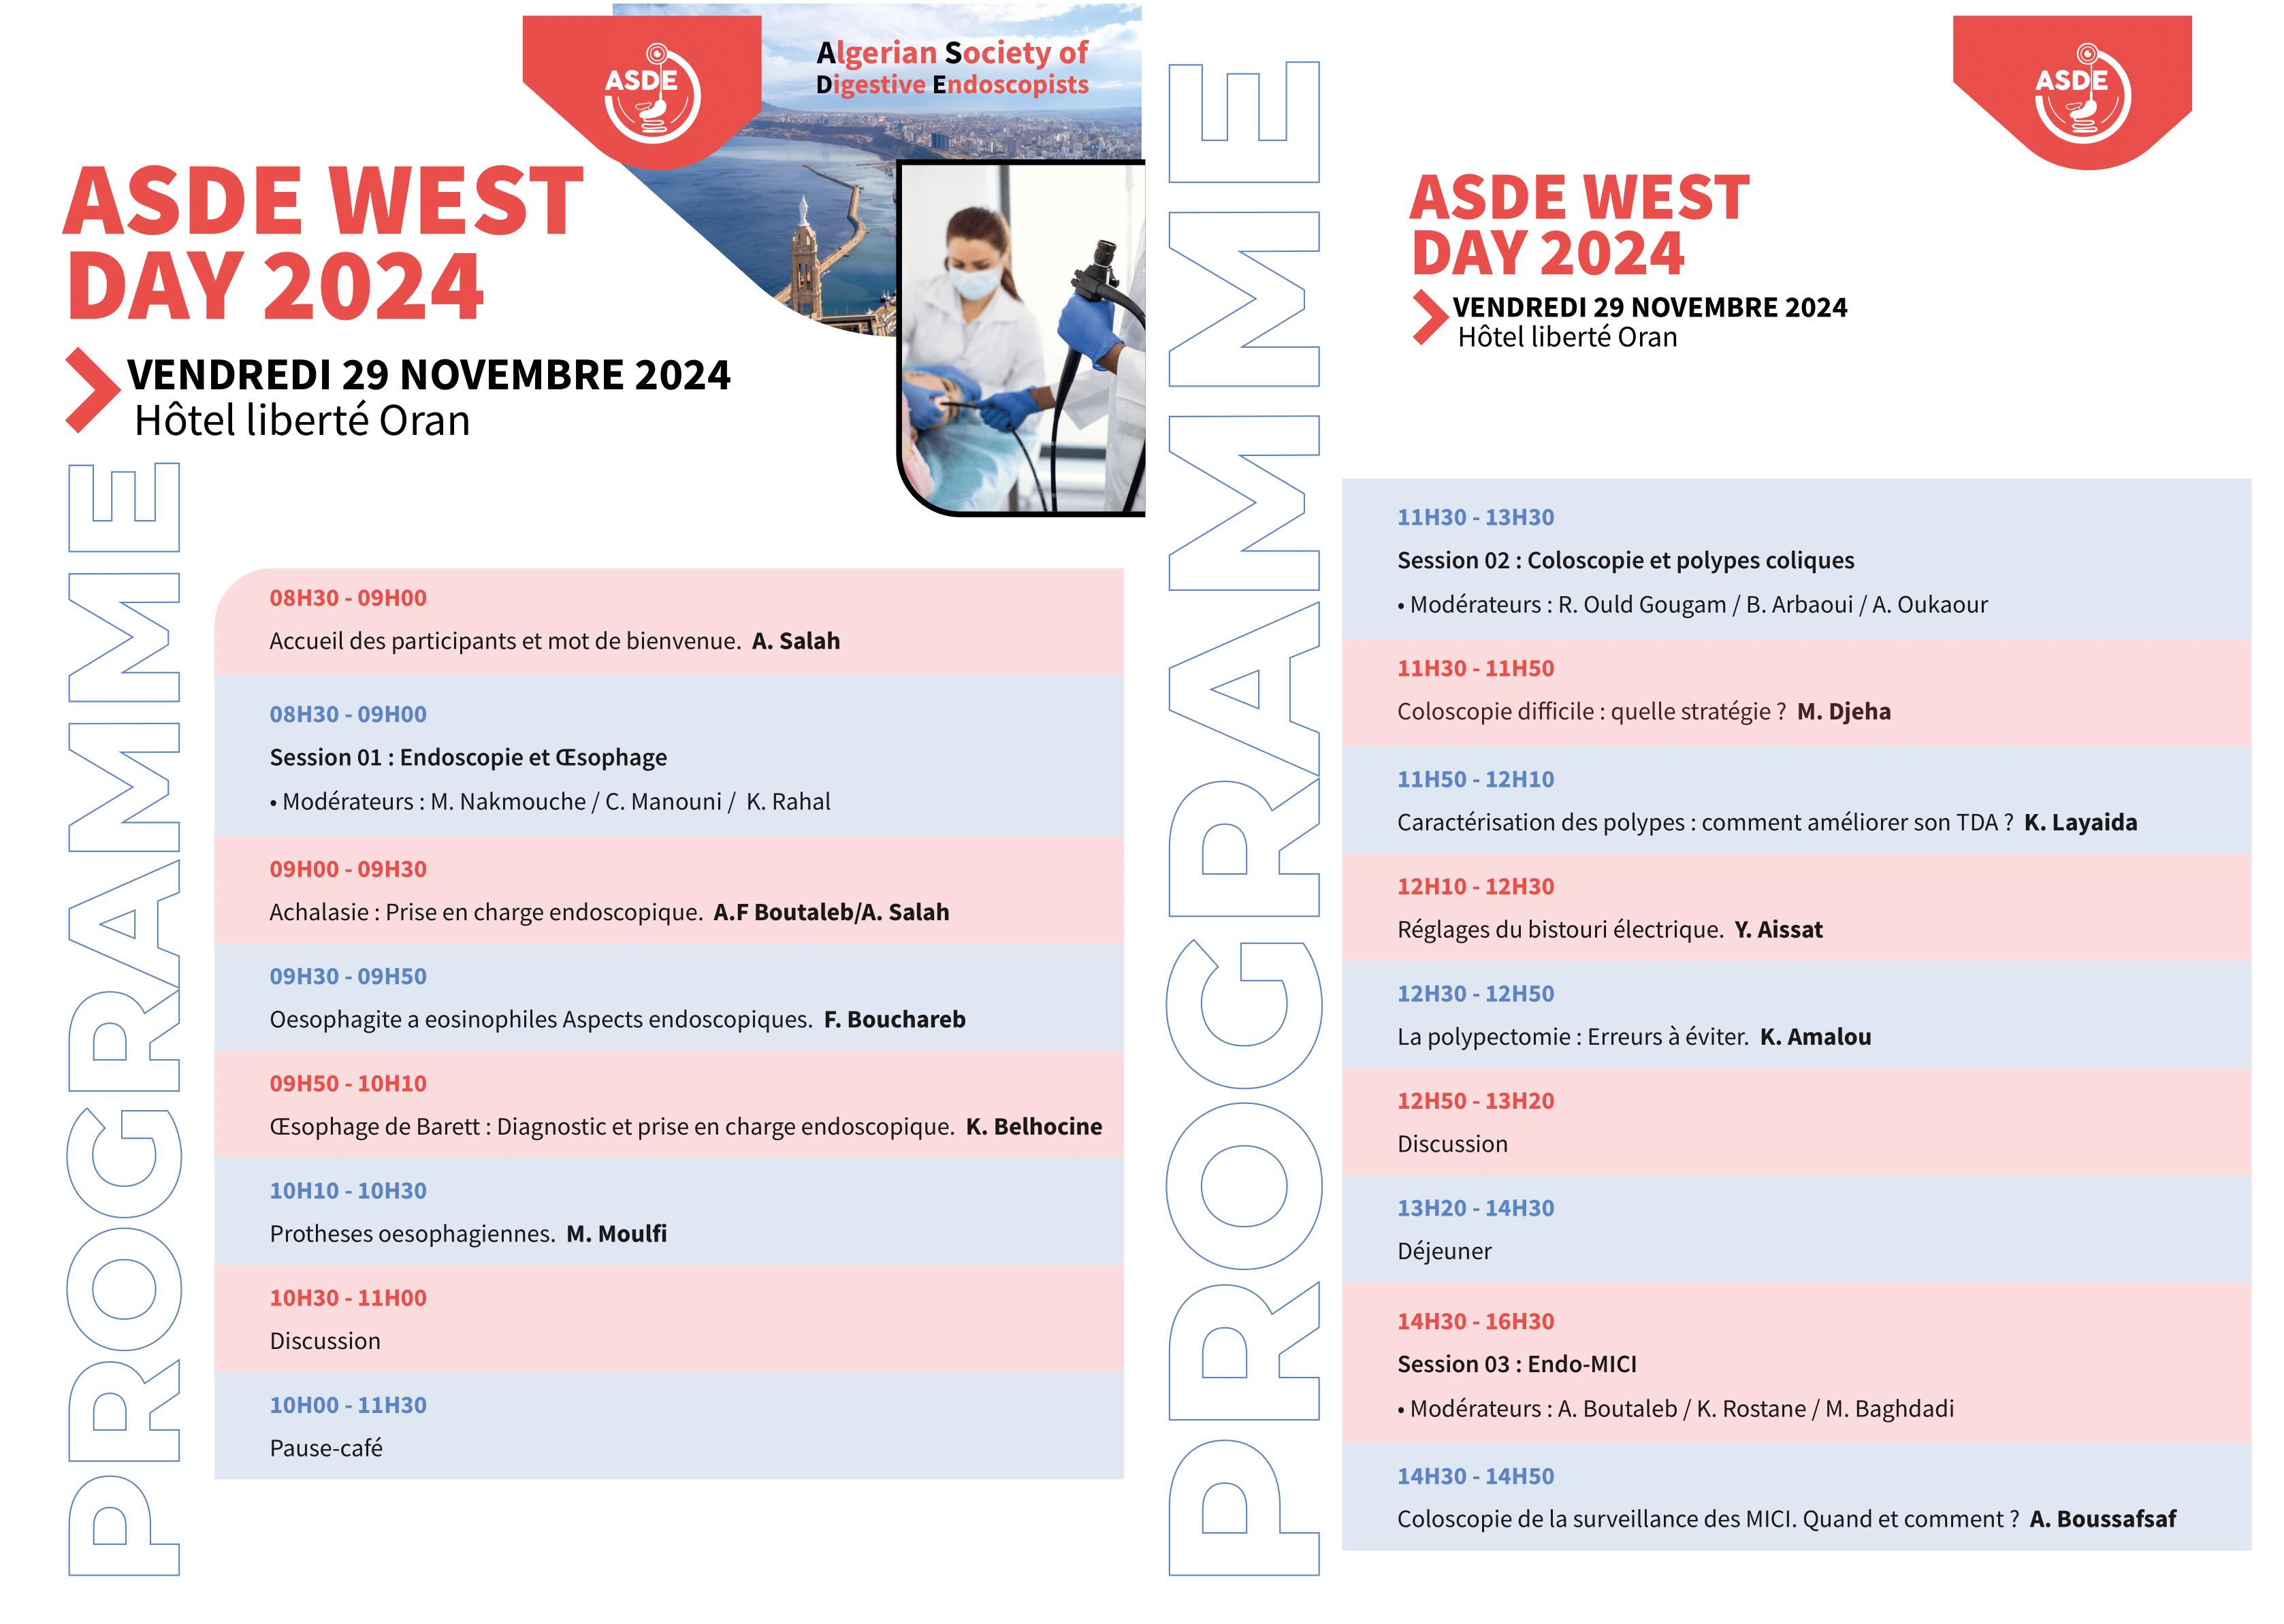 ASDE
Algerian Society of
Digestive Endoscopists
ASDE WEST
DAY 2024
VENDREDI 29 NOVEMBRE 2024
Hôtel liberté Oran
PROGRAMME
08H30 - 09H00
Accueil des participants et mot de bienvenue. A. Salah
08H30 - 09H00
Session 01 : Endoscopie et Œsophage
• Modérateurs : M. Nakmouche / C. Manouni / K. Rahal
09H00 - 09H30
Achalasie : Prise en charge endoscopique. A.F Boutaleb/A. Salah
09H30 - 09H50
Oesophagite a eosinophiles Aspects endoscopiques. F. Bouchareb
09H50 - 10H10
Œsophage de Barett : Diagnostic et prise en charge endoscopique. K. Belhocine
10H10 - 10H30
Protheses oesophagiennes. M. Moulfi
10H30 - 11H00
Discussion
10H00 - 11H30
Pause-café
ASDE
ASDE WEST
DAY 2024
VENDREDI 29 NOVEMBRE 2024
Hôtel liberté Oran
PROGRAMME
11H30 - 13H30
Session 02 : Coloscopie et polypes coliques
• Modérateurs : R. Ould Gougam / B. Arbaoui / A. Oukaour
11H30 - 11H50
Coloscopie difficile : quelle stratégie ? M. Djeha
11H50 - 12H10
Caractérisation des polypes : comment améliorer son TDA ? K. Layaida
12H10 - 12H30
Réglages du bistouri électrique. Y. Aissat
12H30 - 12H50
La polypectomie : Erreurs à éviter. K. Amalou
12H50 - 13H20
Discussion
13H20 - 14H30
Déjeuner
14H30 - 16H30
Session 03 : Endo-MICI
• Modérateurs : A. Boutaleb / K. Rostane / M. Baghdadi
14H30 - 14H50
Coloscopie de la surveillance des MICI. Quand et comment ? A. Boussafsaf